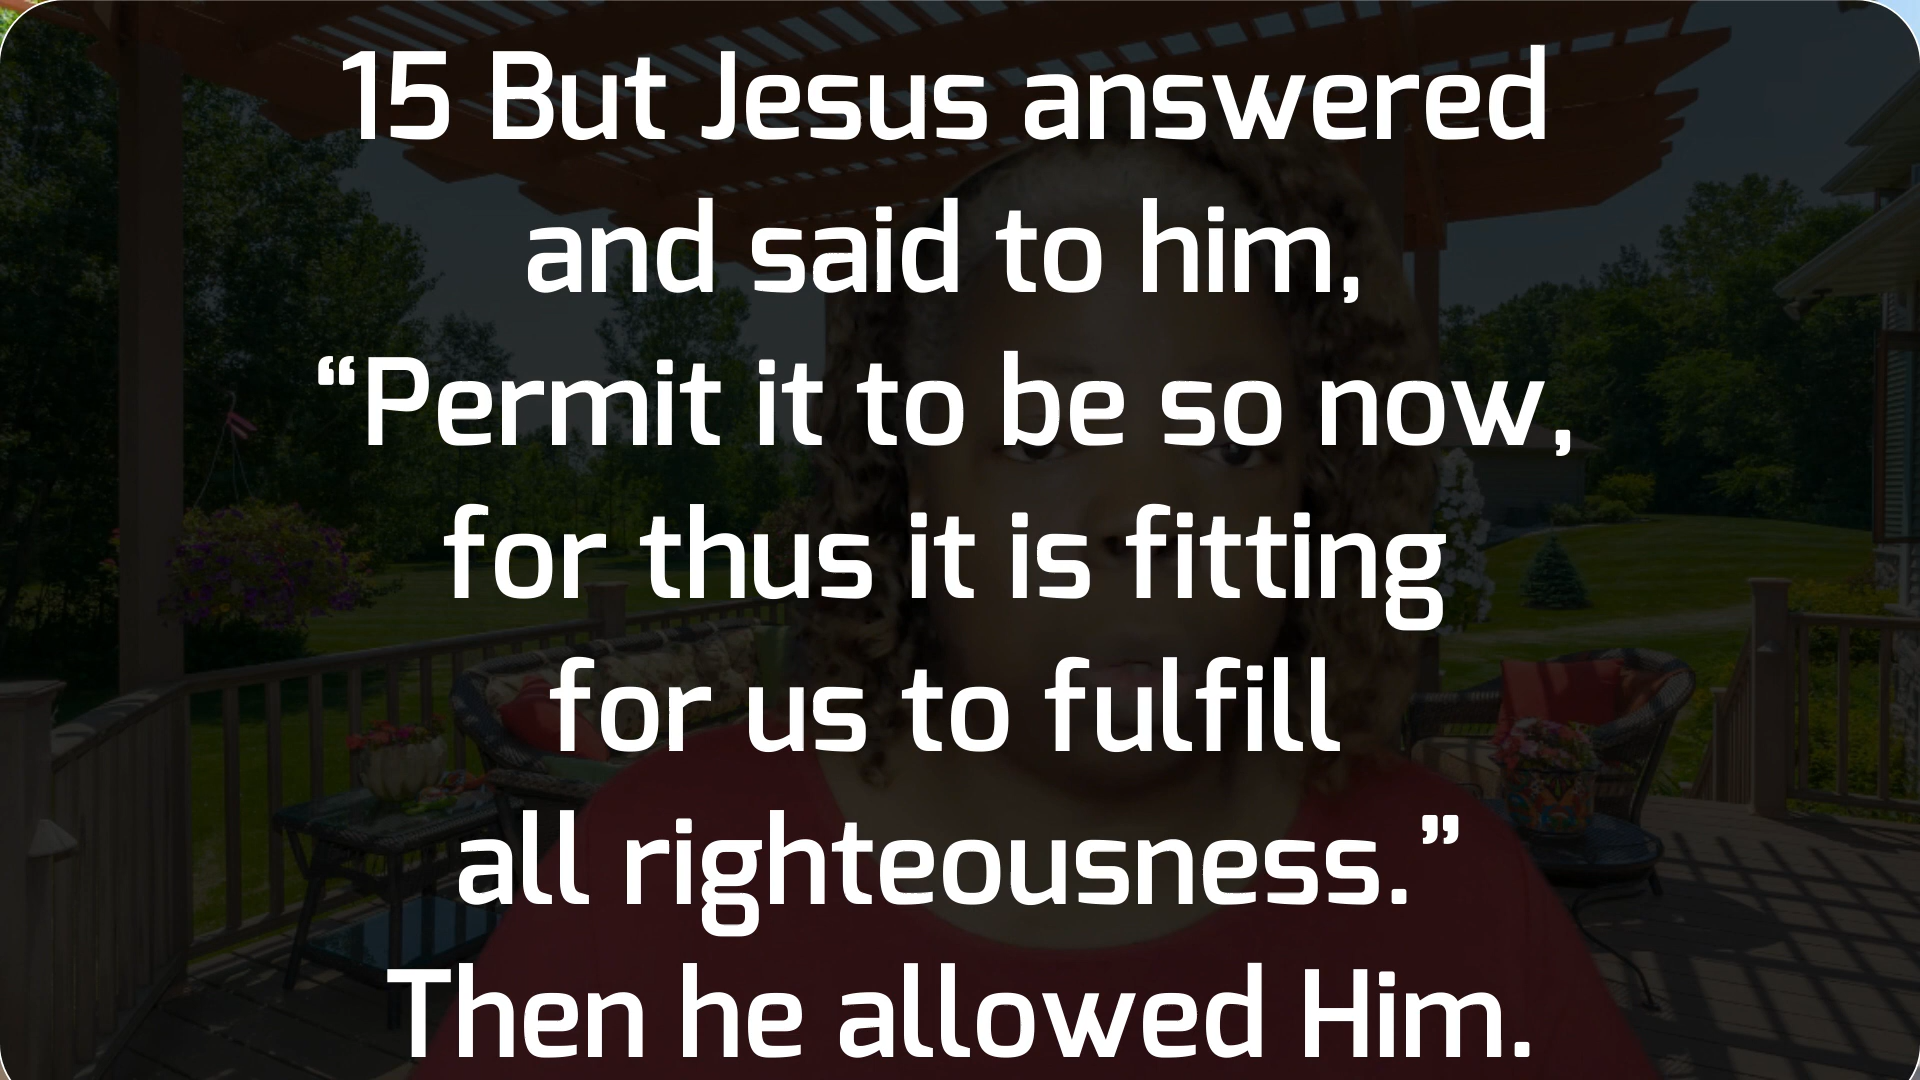 15 But Jesus answered
and said to him,
“Permit it to be so now,
for thus it is fitting
for us to fulfill
all righteousness.”
Then he allowed Him.